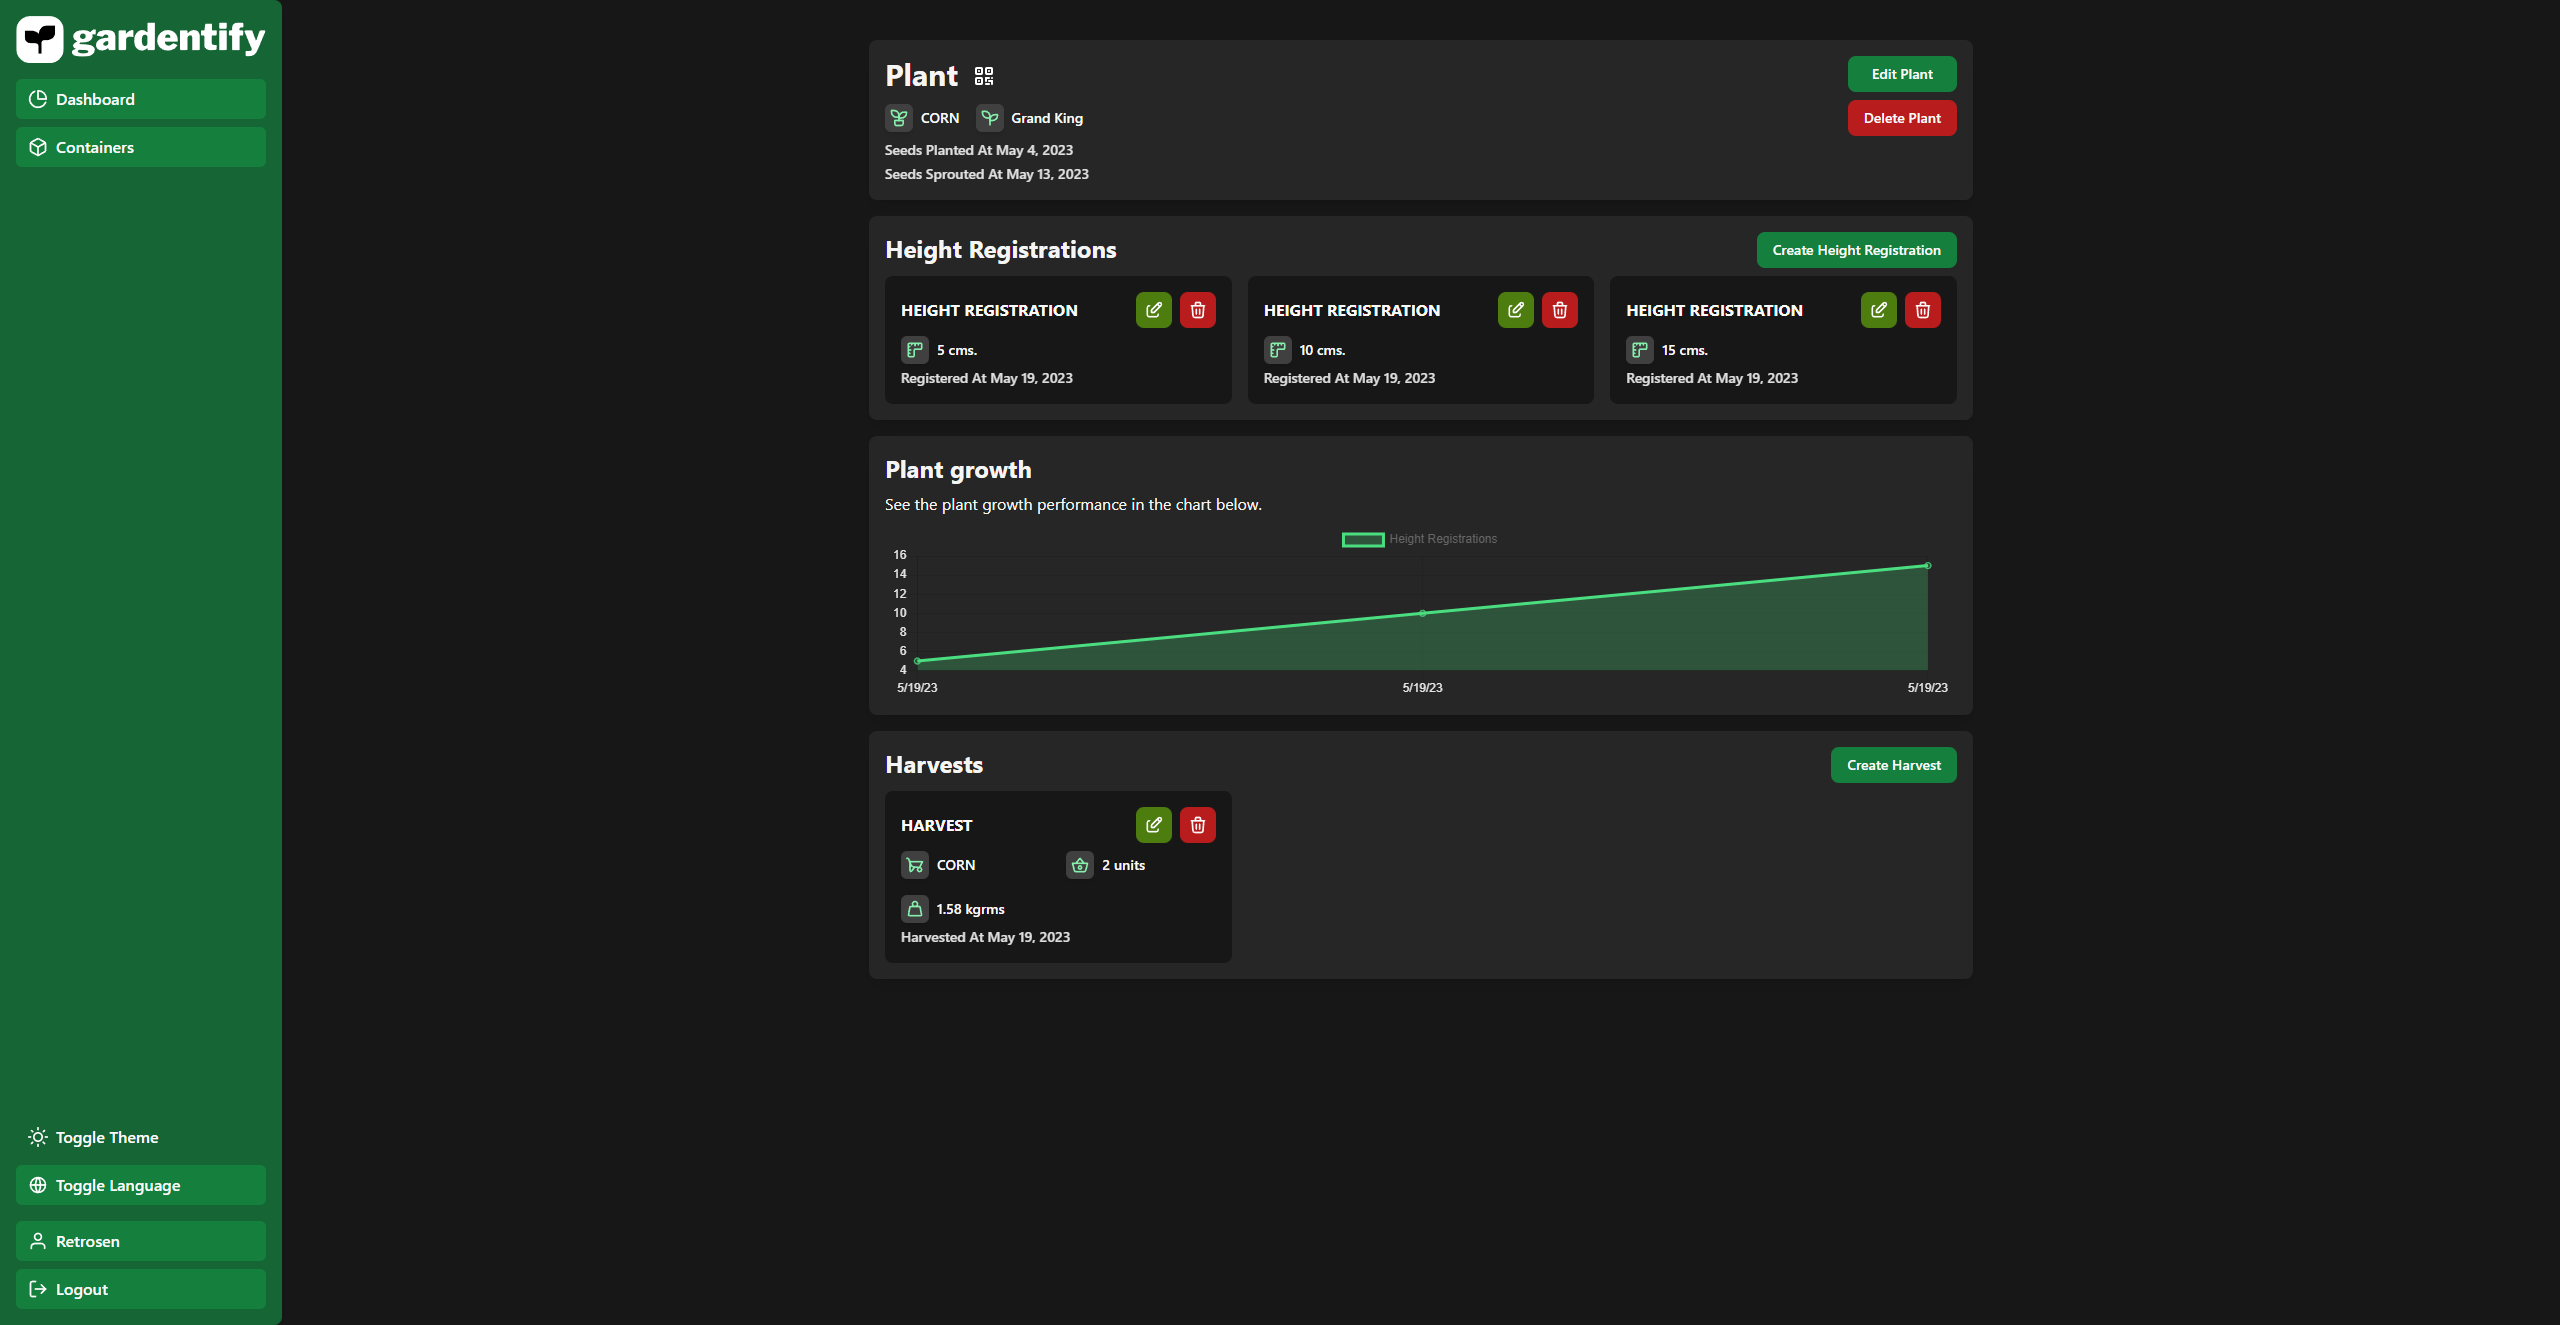 gardentify
Dashboard
Containers
Toggle Theme
Toggle Language
Retrosen
Logout
Plant
Edit Plant
CORN Grand King
Delete Plant
Seeds Planted At May 4, 2023
Seeds Sprouted At May 13, 2023
Height Registrations
Create Height Registration
HEIGHT REGISTRATION
5 cms.
Registered At May 19, 2023
HEIGHT REGISTRATION
10 cms.
Registered At May 19, 2023
HEIGHT REGISTRATION
15 cms.
Registered At May 19, 2023
Plant growth
See the plant growth performance in the chart below.
Height Registrations
16
14
12
10
8
6
4
5/19/23 5/19/23 5/19/23
Harvests
Create Harvest
HARVEST
CORN 2 units
1.58 kgrms
Harvested At May 19, 2023